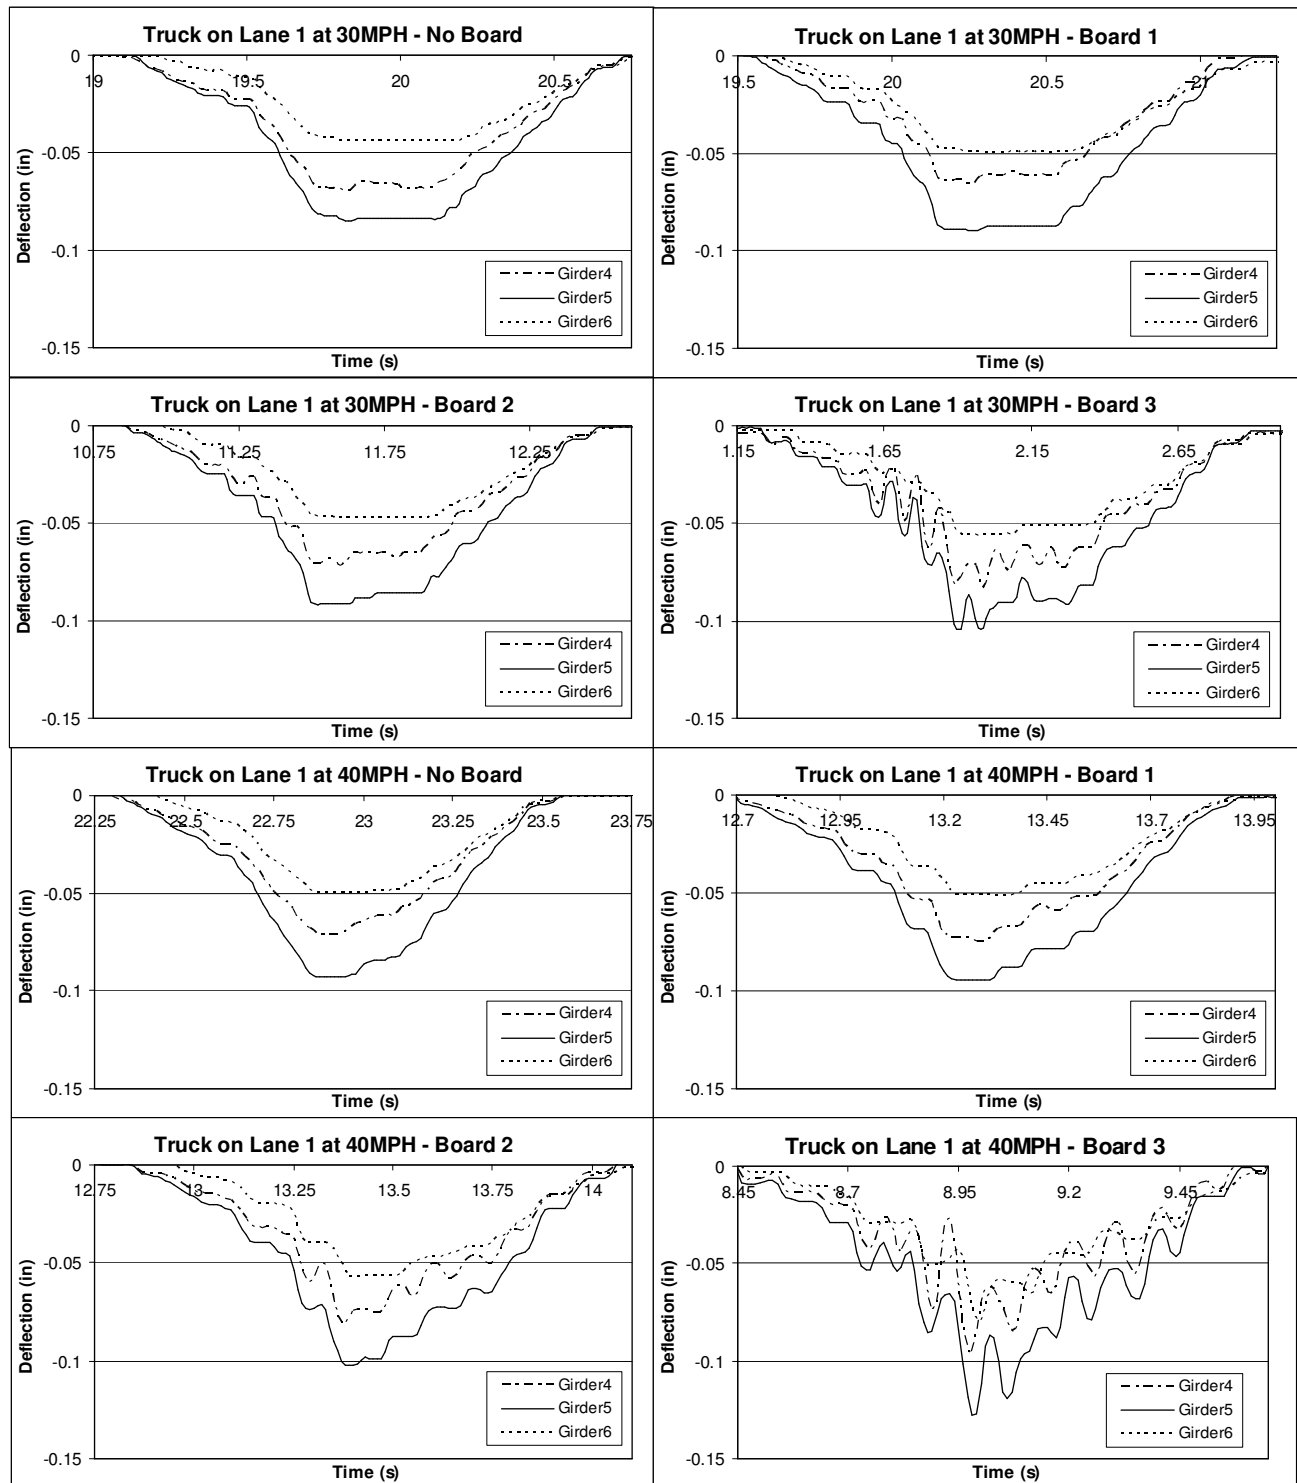 Truck on Lane 1 at 30MPH - No Board
0
19 19.5 20 20.5
-0.05
-0.1
-0.15
Deflection (in)
Girder4
Girder5
Girder6
Time (s)
Truck on Lane 1 at 30MPH - Board 1
0
19.5 20 20.5 21
-0.05
-0.1
-0.15
Deflection (in)
Girder4
Girder5
Girder6
Time (s)
Truck on Lane 1 at 30MPH - Board 2
0
10.75 11.25 11.75 12.25
-0.05
-0.1
-0.15
Deflection (in)
Girder4
Girder5
Girder6
Time (s)
Truck on Lane 1 at 30MPH - Board 3
0
1.15 1.65 2.15 2.65
-0.05
-0.1
-0.15
Deflection (in)
Girder4
Girder5
Girder6
Time (s)
Truck on Lane 1 at 40MPH - No Board
0
22.25 22.5 22.75 23 23.25 23.5 23.75
-0.05
-0.1
-0.15
Deflection (in)
Girder4
Girder5
Girder6
Time (s)
Truck on Lane 1 at 40MPH - Board 1
0
12.7 12.95 13.2 13.45 13.7 13.95
-0.05
-0.1
-0.15
Deflection (in)
Girder4
Girder5
Girder6
Time (s)
Truck on Lane 1 at 40MPH - Board 2
0
12.75 13 13.25 13.5 13.75 14
-0.05
-0.1
-0.15
Deflection (in)
Girder4
Girder5
Girder6
Time (s)
Truck on Lane 1 at 40MPH - Board 3
0
8.45 8.7 8.95 9.2 9.45
-0.05
-0.1
-0.15
Deflection (in)
Girder4
Girder5
Girder6
Time (s)